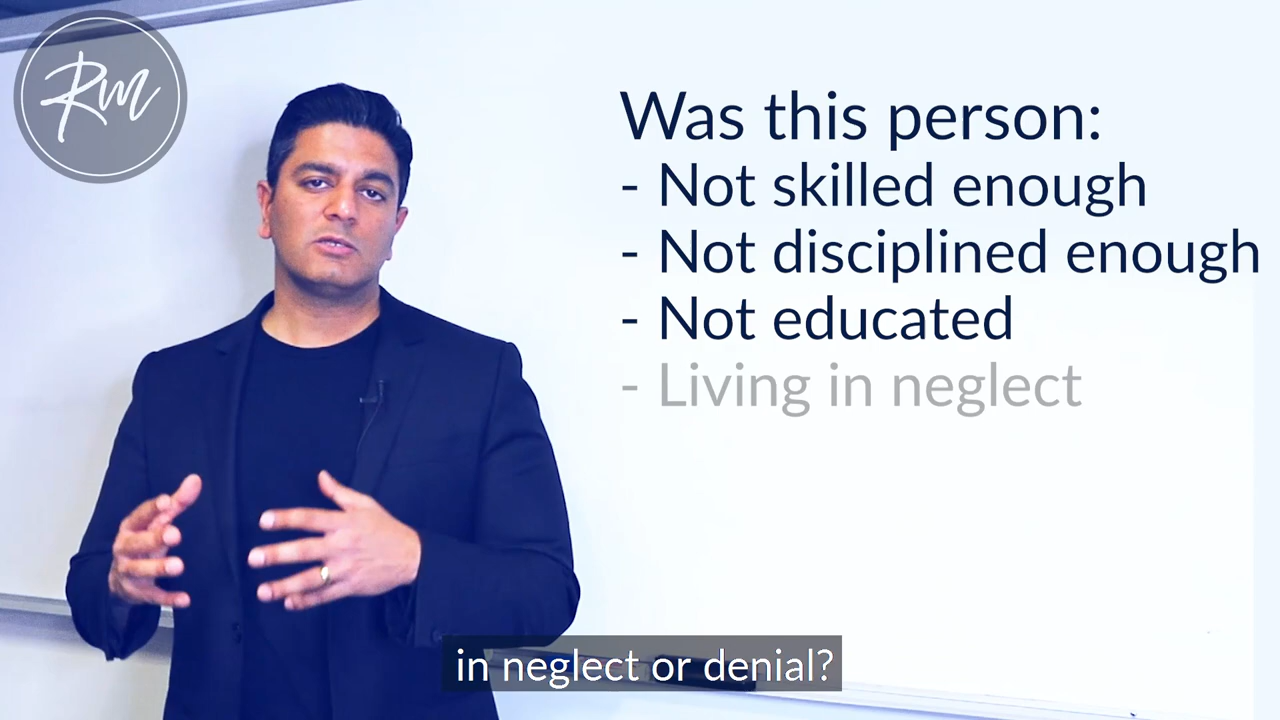 Rm
Was this person:
- Not skilled enough
- Not disciplined enough
- Not educated
- Living in neglect
in neglect or denial?